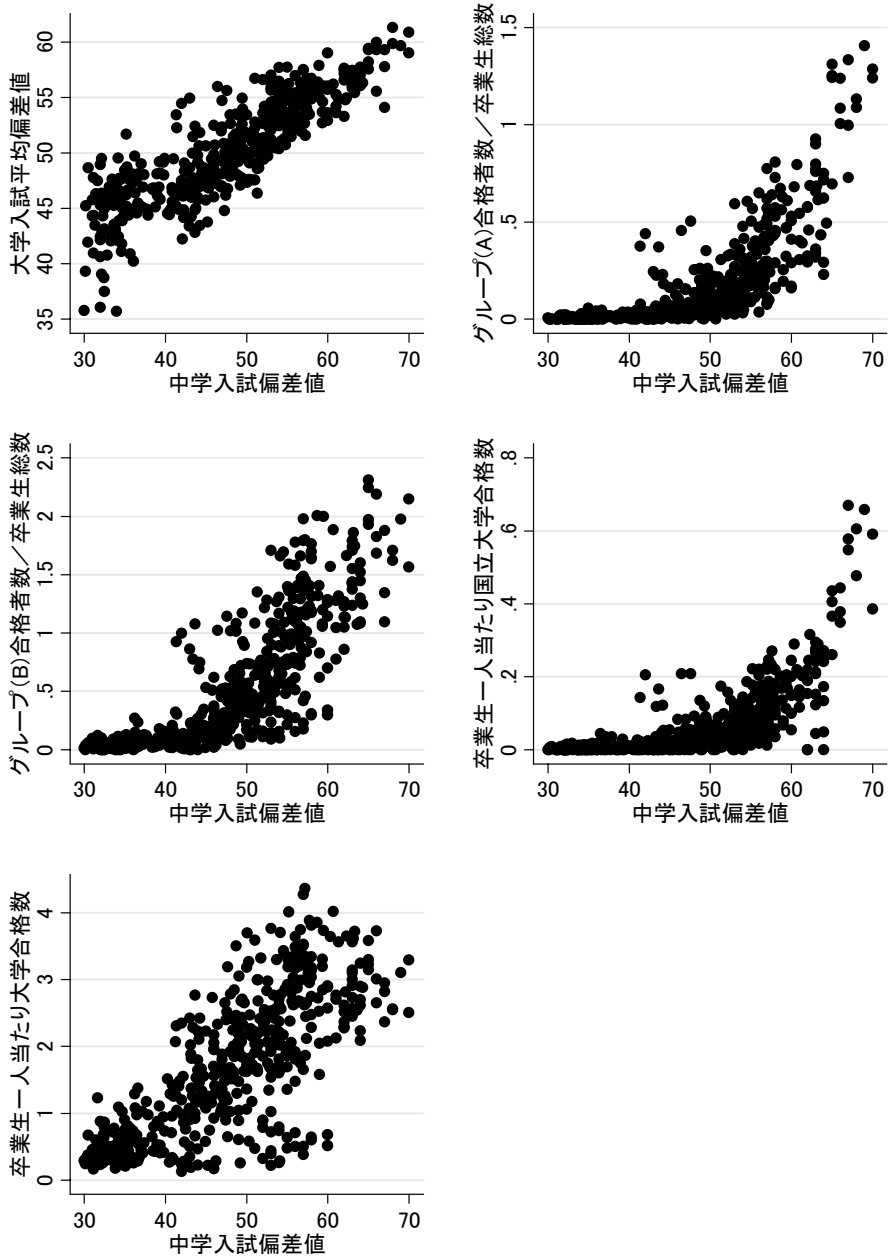 大学入試平均偏差値
60
55
50
45
40
35
30 40 50 60 70
中学入試偏差値
グループ(A)合格者数／卒業生総数
1.5
1
.5
0
30 40 50 60 70
中学入試偏差値
グループ(B)合格者数／卒業生総数
2.5
2
1.5
1
.5
0
30 40 50 60 70
中学入試偏差値
卒業生一人当たり国立大学合格数
.8
.6
.4
.2
0
30 40 50 60 70
中学入試偏差値
卒業生一人当たり大学合格数
4
3
2
1
0
30 40 50 60 70
中学入試偏差値